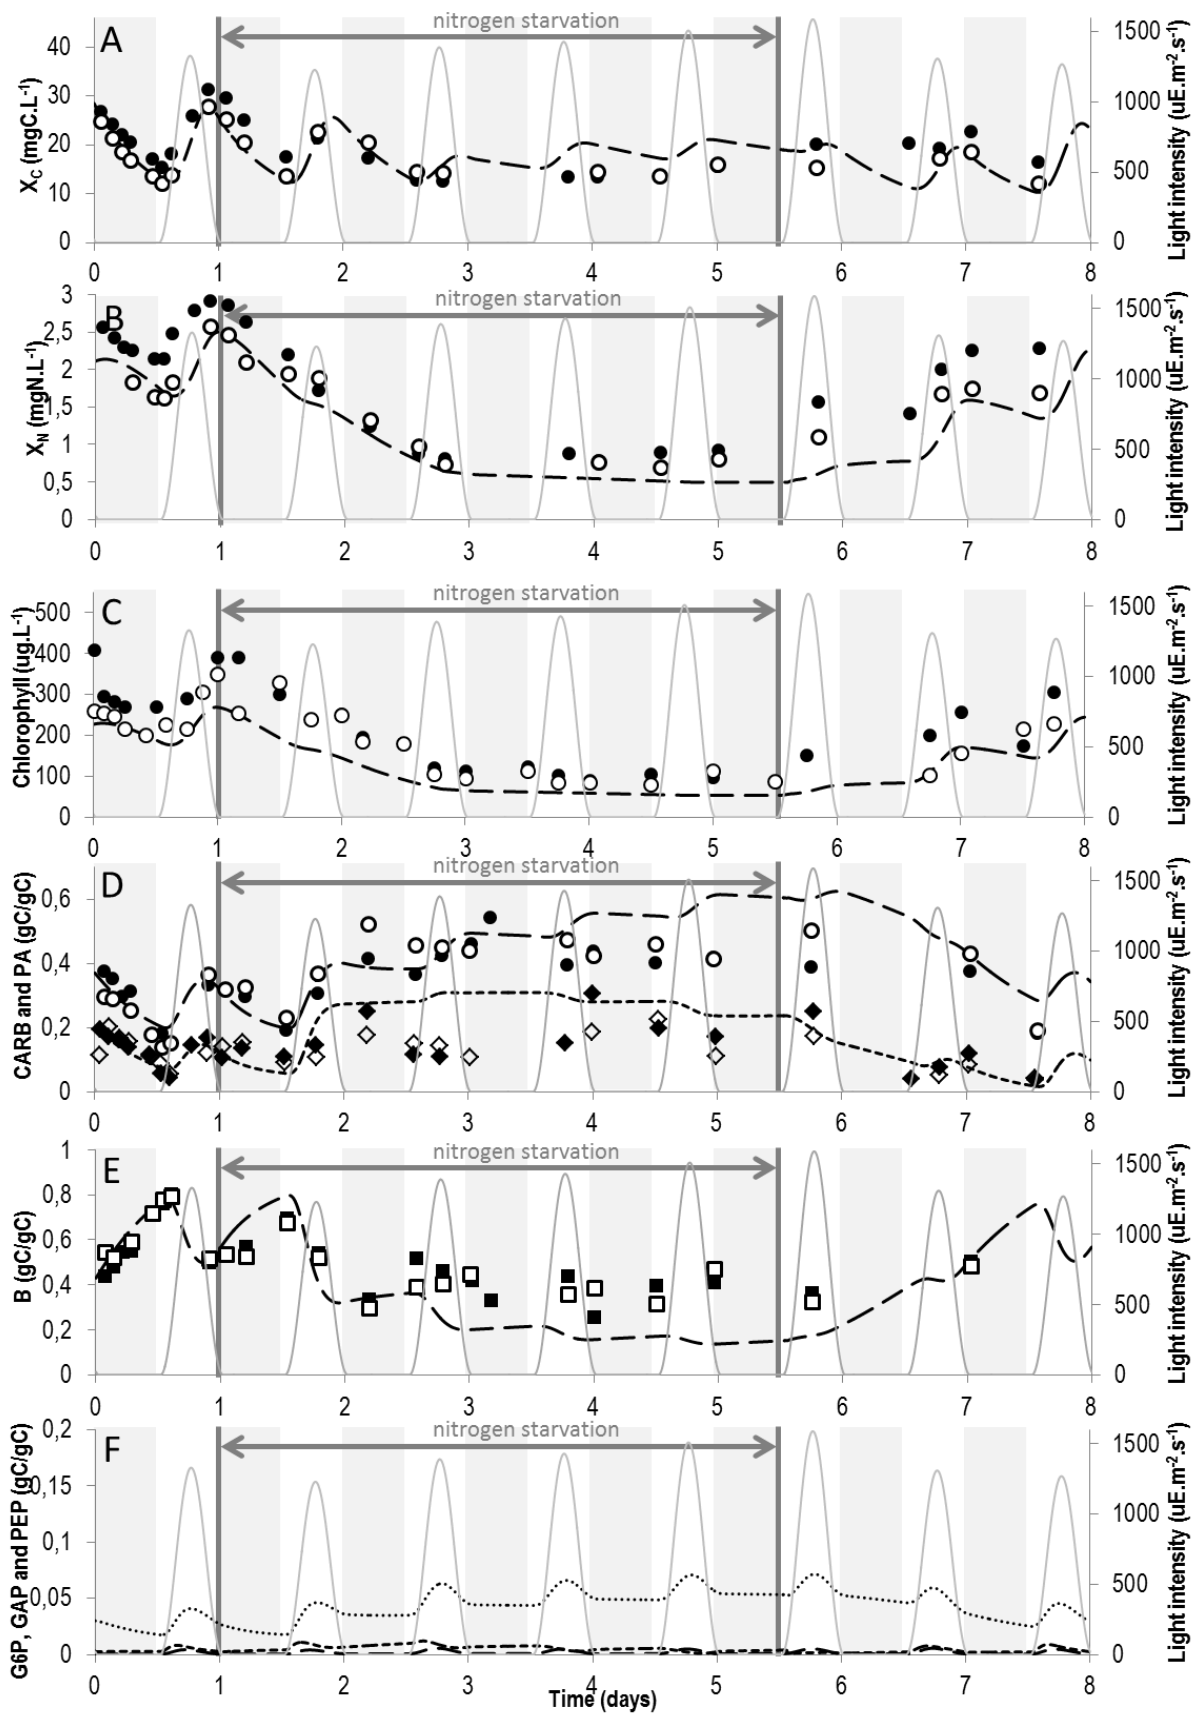 nitrogen starvation
A
X_C (mgC.L⁻¹)
40
30
20
10
0
1500
1000
500
0
Light intensity (uE.m⁻².s⁻¹)
0 1 2 3 4 5 6 7 8
nitrogen starvation
B
X_N (mgN.L⁻¹)
3
2,5
2
1,5
1
0,5
0
1500
1000
500
0
Light intensity (uE.m⁻².s⁻¹)
0 1 2 3 4 5 6 7 8
nitrogen starvation
C
Chlorophyll (ug.L⁻¹)
500
400
300
200
100
0
1500
1000
500
0
Light intensity (uE.m⁻².s⁻¹)
0 1 2 3 4 5 6 7 8
nitrogen starvation
D
CARB and PA (gC/gC)
0,6
0,4
0,2
0
1500
1000
500
0
Light intensity (uE.m⁻².s⁻¹)
0 1 2 3 4 5 6 7 8
nitrogen starvation
E
B (gC/gC)
1
0,8
0,6
0,4
0,2
0
1500
1000
500
0
Light intensity (uE.m⁻².s⁻¹)
0 1 2 3 4 5 6 7 8
nitrogen starvation
F
G6P, GAP and PEP (gC/gC)
0,2
0,15
0,1
0,05
0
1500
1000
500
0
Light intensity (uE.m⁻².s⁻¹)
0 1 2 3 4 5 6 7 8
Time (days)